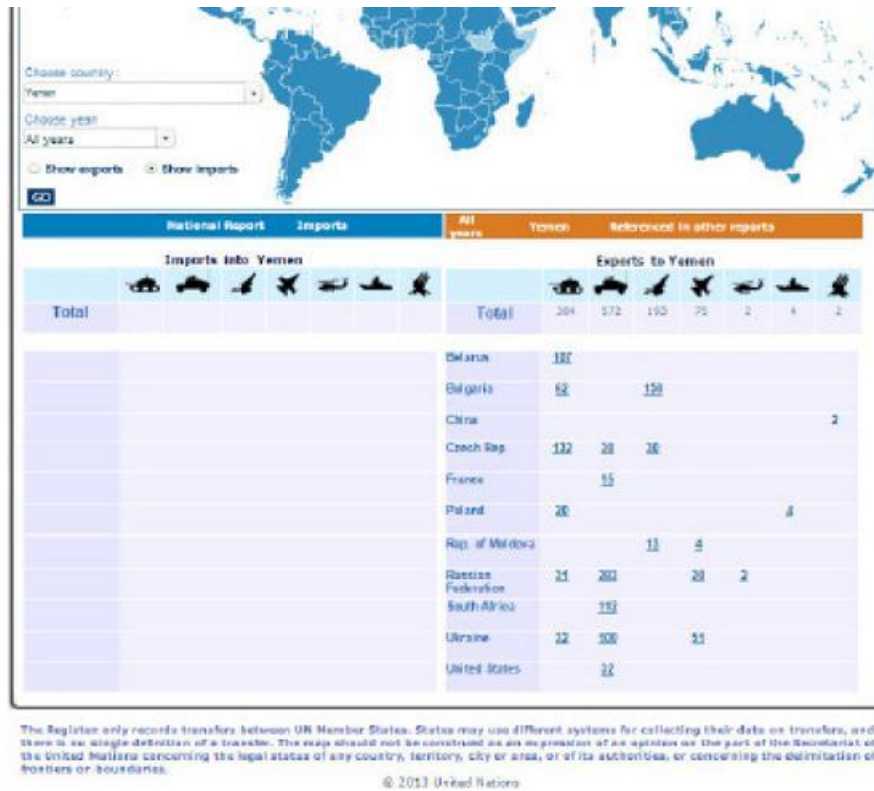 Choose country:
Yemen
Choose year
All years
Show exports Show imports
GO
National Report Imports
All years Yemen Referenced in other reports
Imports into Yemen
Exports to Yemen
Total
Total 384 572 193 75 2 4 2
Belarus 107
Bulgaria 62 150
China 2
Czech Rep. 132 20 30
France 15
Poland 20 4
Rep. of Moldova 13 4
Russian Federation 31 20 2
South Africa 112
Ukraine 32 100 51
United States 22
The Register only records transfers between UN Member States. States may use different systems for collecting their data on transfers, and
there is no single definition of a transfer. The map should not be construed as an expression of an opinion on the part of the Secretariat of
the United Nations concerning the legal status of any country, territory, city or area, or of its authorities, or concerning the delimitation of
frontiers or boundaries.
© 2013 United Nations